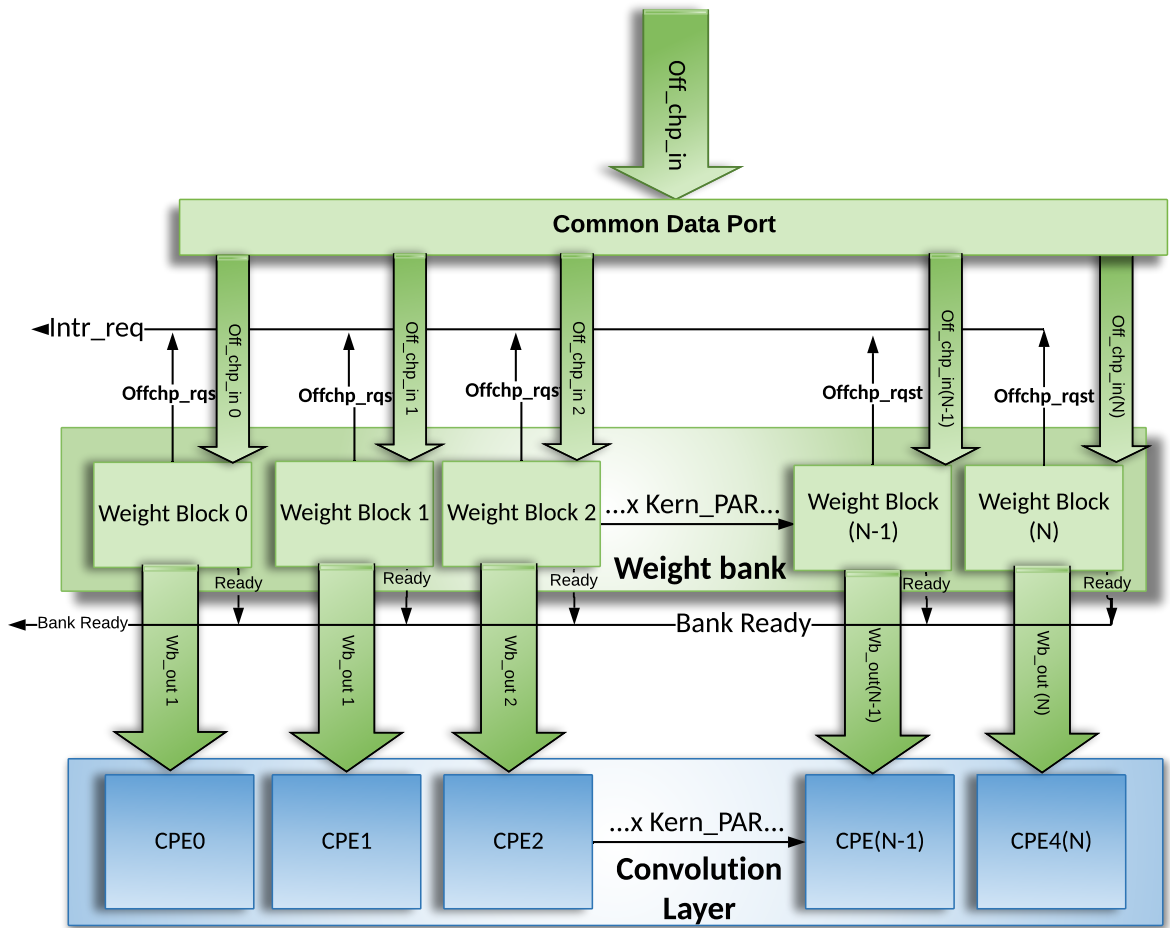 Off_chp_in
Common Data Port
Intr_req
Off_chp_in 0
Off_chp_in 1
Off_chp_in 2
Off_chp_in(N-1)
Off_chp_in(N)
Offchp_rqs
Offchp_rqs
Offchp_rqst
Offchp_rqst
Offchp_rqst
Weight Block 0
Weight Block 1
Weight Block 2
...x Kern_PAR...
Weight Block
(N-1)
Weight Block
(N)
Weight bank
Ready
Ready
Ready
Ready
Ready
Bank Ready
Bank Ready
Wb_out 1
Wb_out 1
Wb_out 2
Wb_out(N-1)
Wb_out (N)
CPE0
CPE1
CPE2
...x Kern_PAR...
CPE(N-1)
CPE4(N)
Convolution
Layer